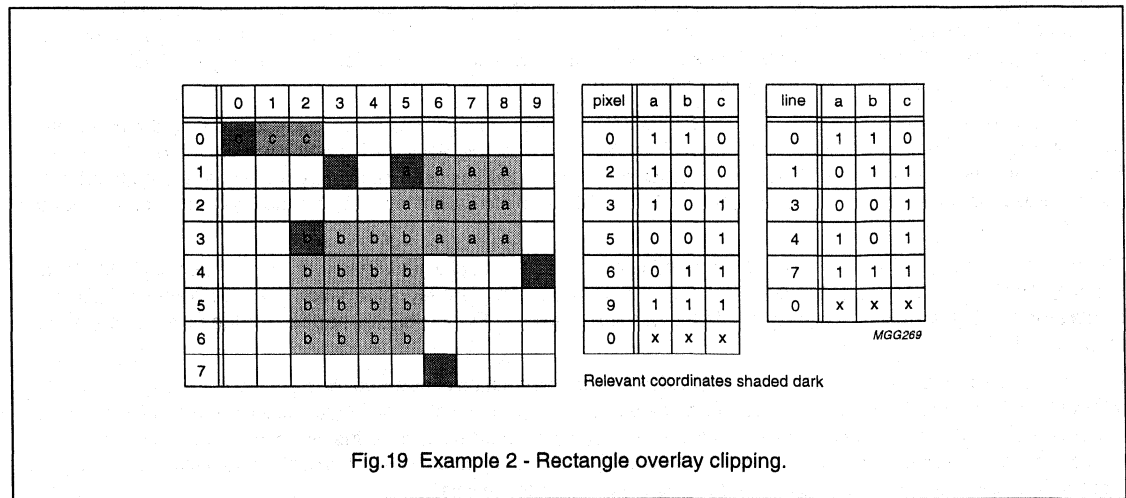 0 1 2 3 4 5 6 7 8 9
0 c c c
1 a a a a
2 a a a a
3 b b b b a a a
4 b b b b
5 b b b b
6 b b b b
7
pixel a b c
0 1 1 0
2 1 0 0
3 1 0 1
5 0 0 1
6 0 1 1
9 1 1 1
0 x x x
line a b c
0 1 1 0
1 0 1 1
3 0 0 1
4 1 0 1
7 1 1 1
0 x x x
MGG269
Relevant coordinates shaded dark
Fig.19 Example 2 - Rectangle overlay clipping.